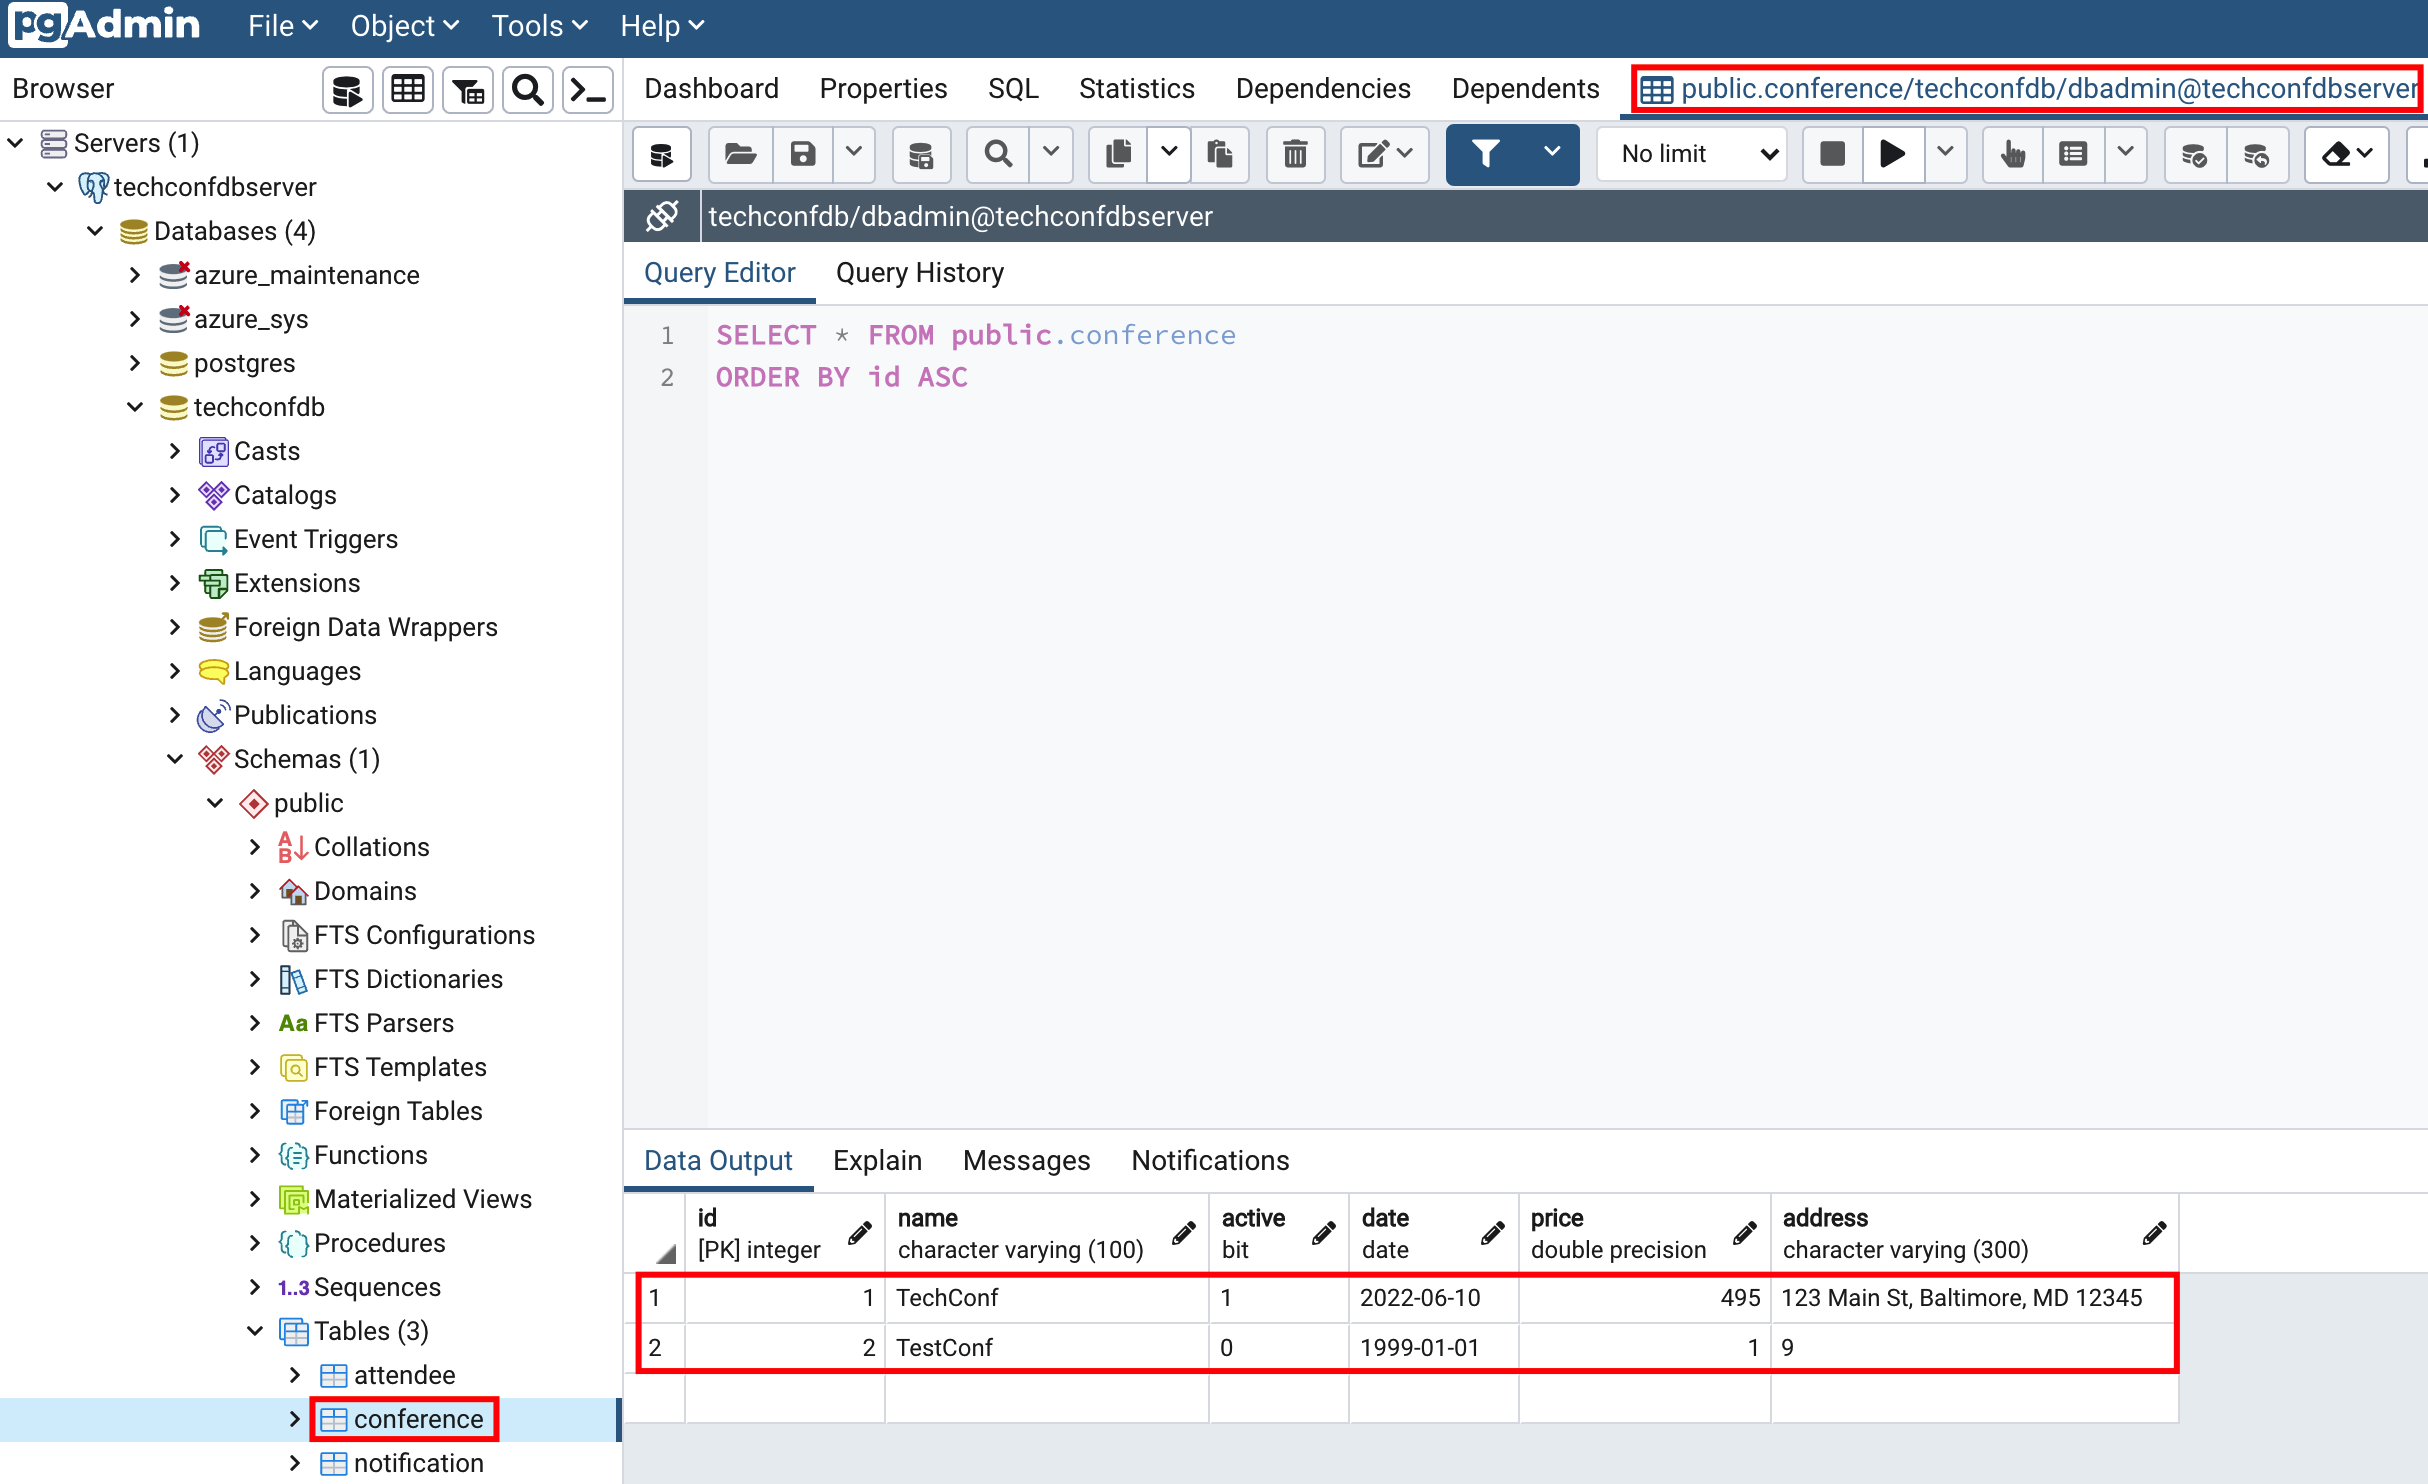 pgAdmin File Object Tools Help
Browser
Dashboard Properties SQL Statistics Dependencies Dependents public.conference/techconfdb/dbadmin@techconfdbserver
Servers (1)
techconfdbserver
Databases (4)
azure_maintenance
azure_sys
postgres
techconfdb
Casts
Catalogs
Event Triggers
Extensions
Foreign Data Wrappers
Languages
Publications
Schemas (1)
public
Collations
Domains
FTS Configurations
FTS Dictionaries
Aa FTS Parsers
FTS Templates
Foreign Tables
Functions
Materialized Views
Procedures
1..3 Sequences
Tables (3)
attendee
conference
notification
No limit
techconfdb/dbadmin@techconfdbserver
Query Editor Query History
1 SELECT * FROM public.conference
2 ORDER BY id ASC
Data Output Explain Messages Notifications
id name active date price address
[PK] integer character varying (100) bit date double precision character varying (300)
1 1 TechConf 1 2022-06-10 495 123 Main St, Baltimore, MD 12345
2 2 TestConf 0 1999-01-01 1 9